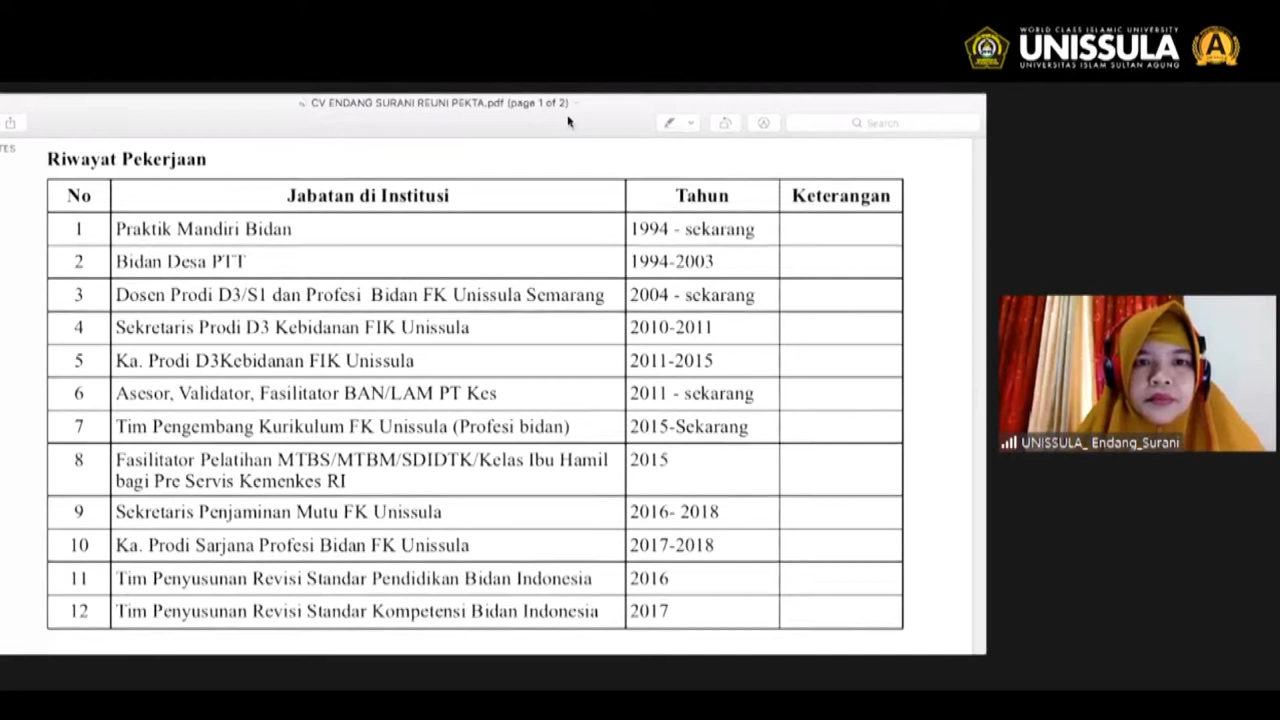 WORLD CLASS ISLAMIC UNIVERSITY
UNISSULA
UNIVERSITAS ISLAM SULTAN AGUNG
A
CV ENDANG SURANI REUNI PEKTA.pdf (page 1 of 2)
Search
TES
Riwayat Pekerjaan
No Jabatan di Institusi Tahun Keterangan
1 Praktik Mandiri Bidan 1994 - sekarang
2 Bidan Desa PTT 1994-2003
3 Dosen Prodi D3/S1 dan Profesi Bidan FK Unissula Semarang 2004 - sekarang
4 Sekretaris Prodi D3 Kebidanan FIK Unissula 2010-2011
5 Ka. Prodi D3Kebidanan FIK Unissula 2011-2015
6 Asesor, Validator, Fasilitator BAN/LAM PT Kes 2011 - sekarang
7 Tim Pengembang Kurikulum FK Unissula (Profesi bidan) 2015-Sekarang
8 Fasilitator Pelatihan MTBS/MTBM/SDIDTK/Kelas Ibu Hamil 2015
bagi Pre Servis Kemenkes RI
9 Sekretaris Penjaminan Mutu FK Unissula 2016- 2018
10 Ka. Prodi Sarjana Profesi Bidan FK Unissula 2017-2018
11 Tim Penyusunan Revisi Standar Pendidikan Bidan Indonesia 2016
12 Tim Penyusunan Revisi Standar Kompetensi Bidan Indonesia 2017
UNISSULA_ Endang_Surani